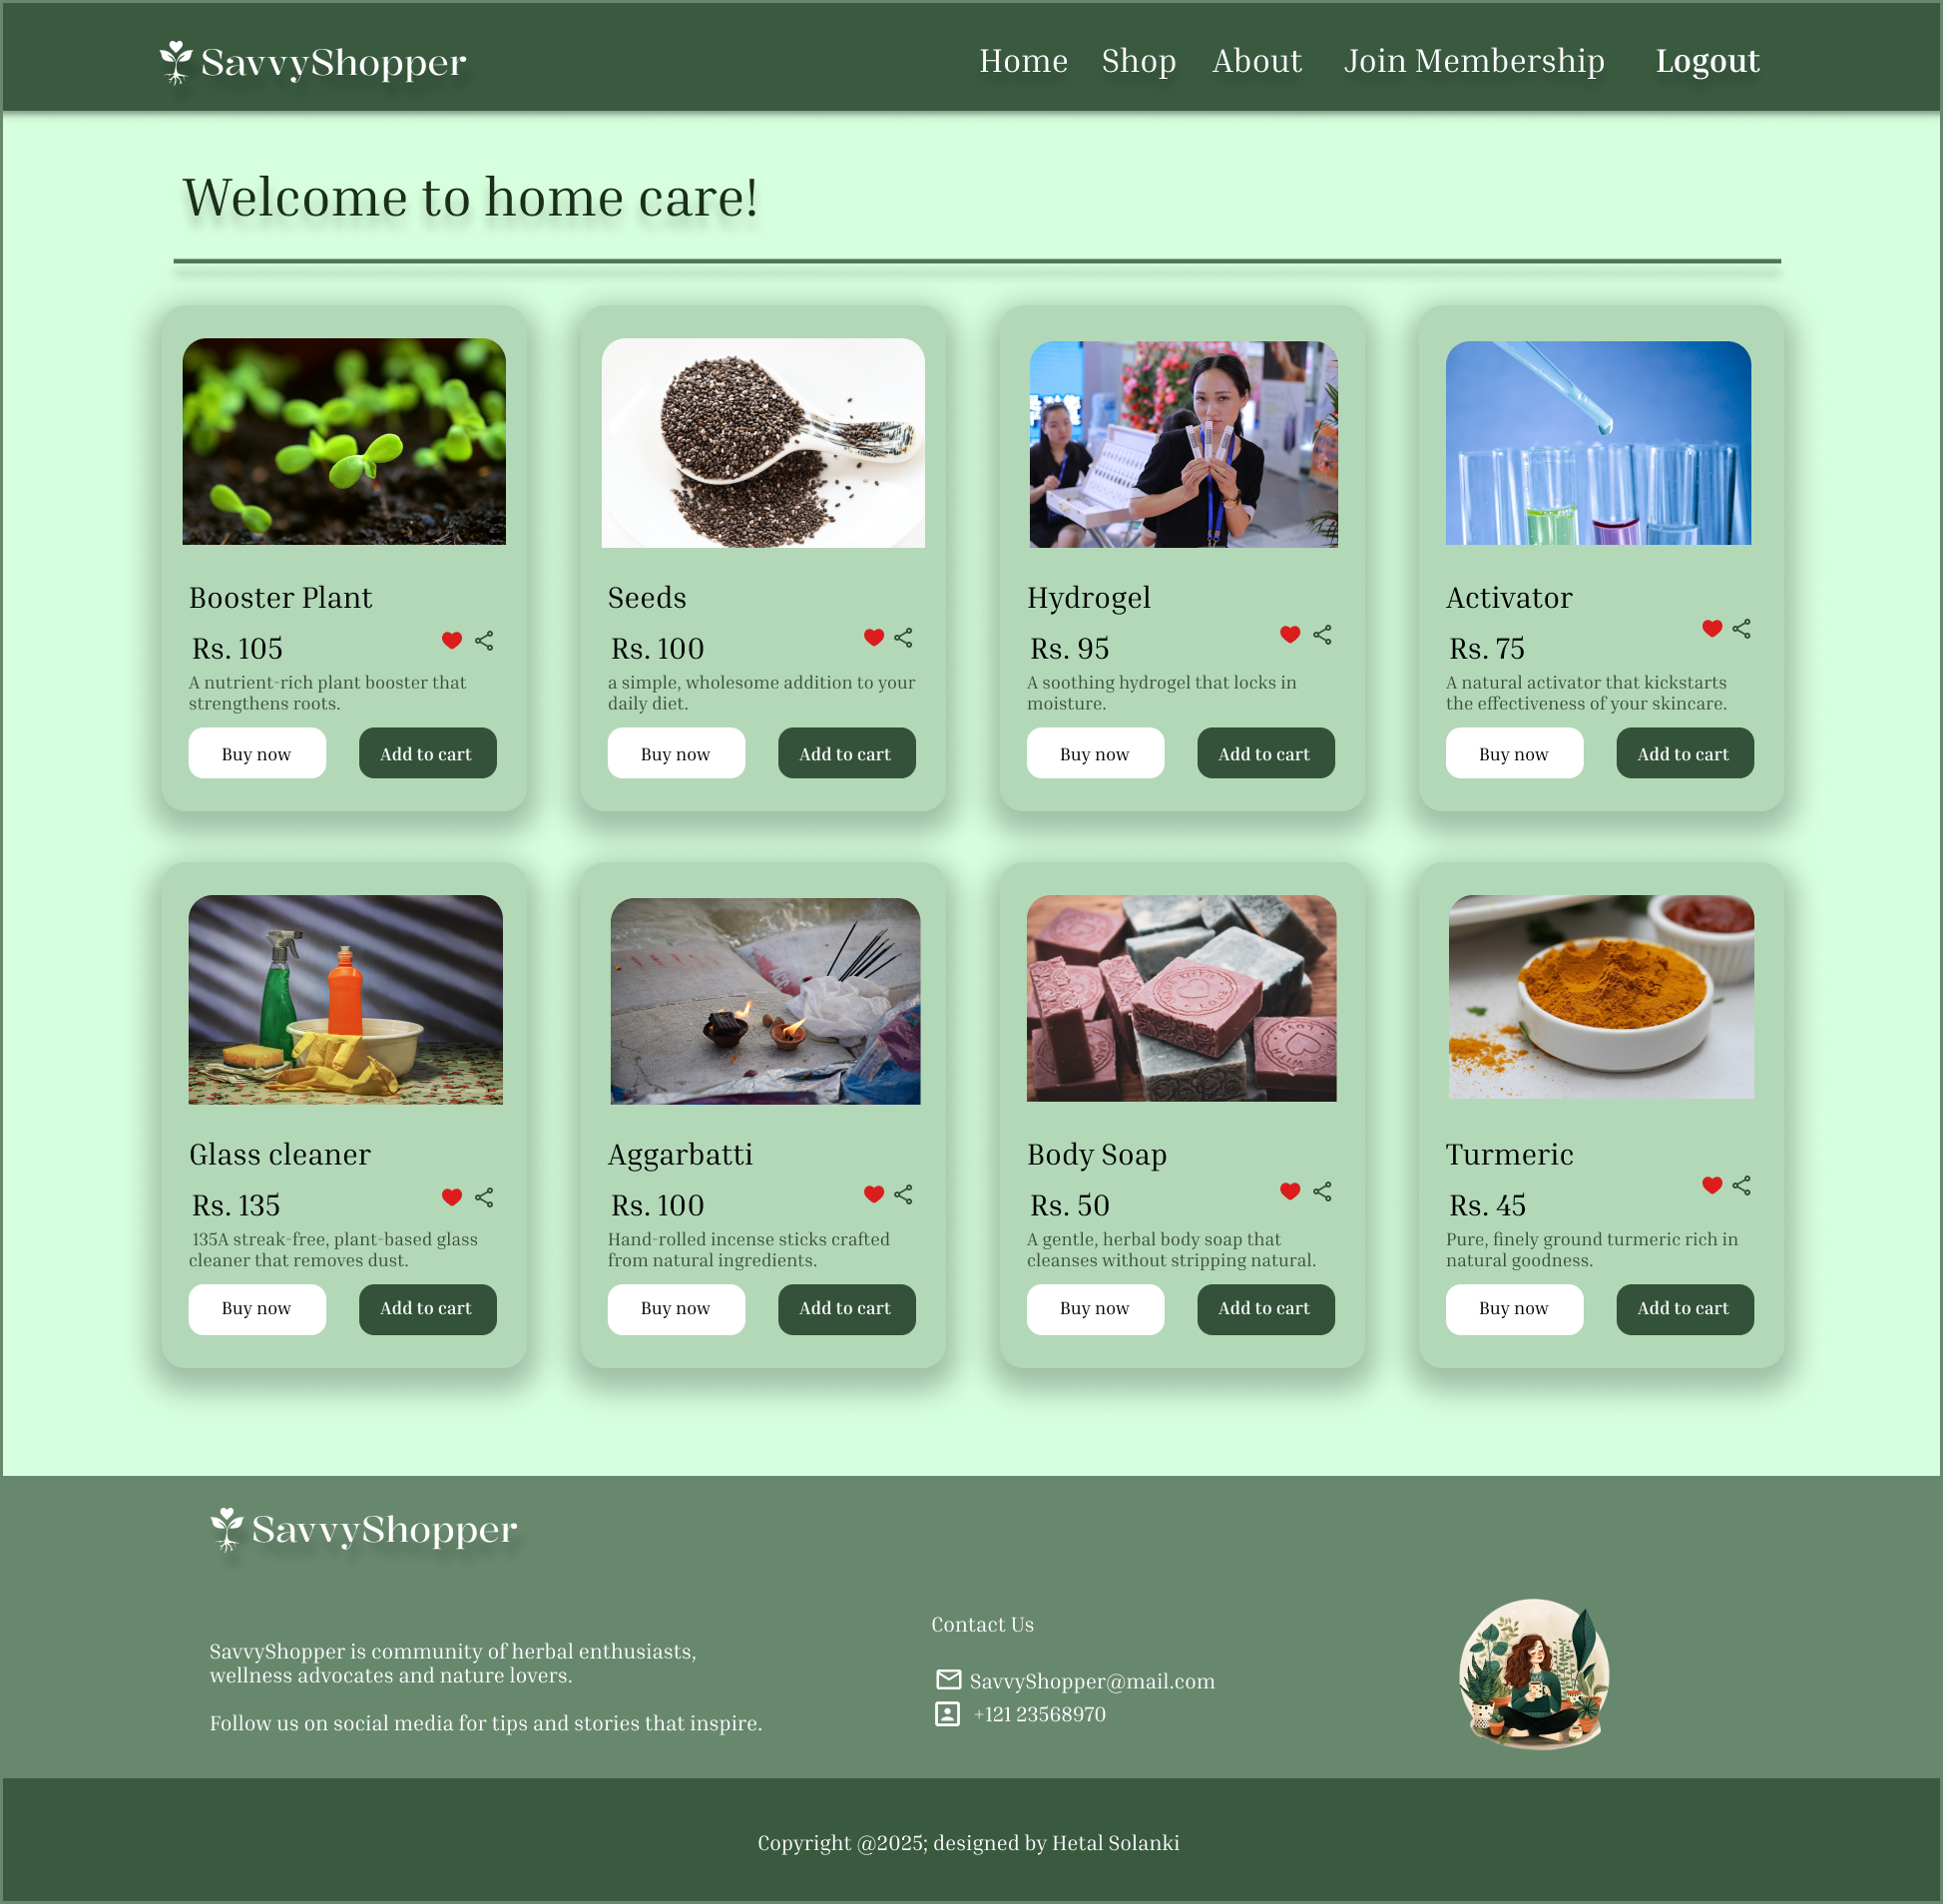 SavvyShopper
Home Shop About Join Membership Logout
Welcome to home care!
Booster Plant
Rs. 105
A nutrient-rich plant booster that
strengthens roots.
Buy now Add to cart
Seeds
Rs. 100
a simple, wholesome addition to your
daily diet.
Buy now Add to cart
Hydrogel
Rs. 95
A soothing hydrogel that locks in
moisture.
Buy now Add to cart
Activator
Rs. 75
A natural activator that kickstarts
the effectiveness of your skincare.
Buy now Add to cart
Glass cleaner
Rs. 135
135A streak-free, plant-based glass
cleaner that removes dust.
Buy now Add to cart
Aggarbatti
Rs. 100
Hand-rolled incense sticks crafted
from natural ingredients.
Buy now Add to cart
Body Soap
Rs. 50
A gentle, herbal body soap that
cleanses without stripping natural.
Buy now Add to cart
Turmeric
Rs. 45
Pure, finely ground turmeric rich in
natural goodness.
Buy now Add to cart
SavvyShopper
SavvyShopper is community of herbal enthusiasts,
wellness advocates and nature lovers.
Follow us on social media for tips and stories that inspire.
Contact Us
SavvyShopper@mail.com
+121 23568970
Copyright @2025; designed by Hetal Solanki